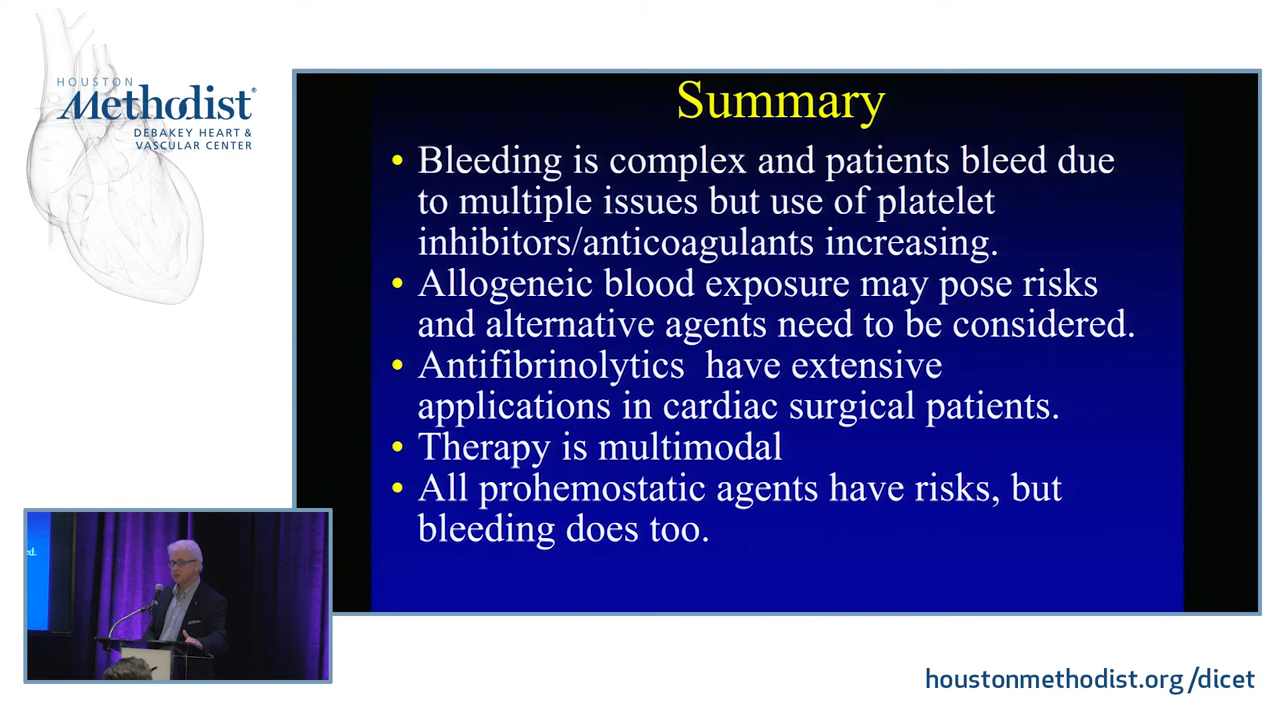 HOUSTON
Methodist®
DEBAKEY HEART &
VASCULAR CENTER
Summary
• Bleeding is complex and patients bleed due
to multiple issues but use of platelet
inhibitors/anticoagulants increasing.
• Allogeneic blood exposure may pose risks
and alternative agents need to be considered.
• Antifibrinolytics  have extensive
applications in cardiac surgical patients.
• Therapy is multimodal
• All prohemostatic agents have risks, but
bleeding does too.
ed.
houstonmethodist.org/dicet